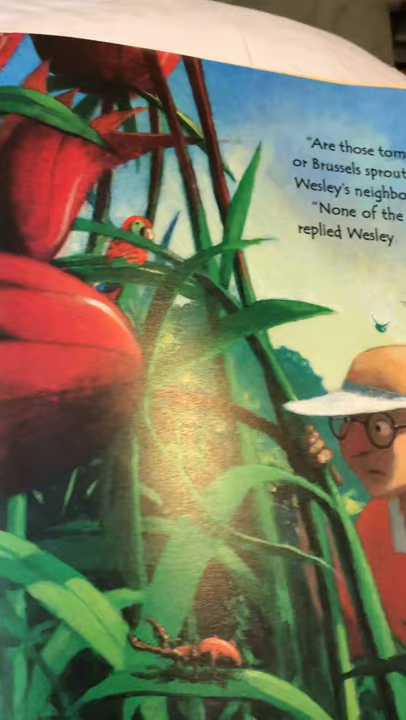 "Are those tom
or Brussels sprout
Wesley's neighbo
"None of the
replied Wesley